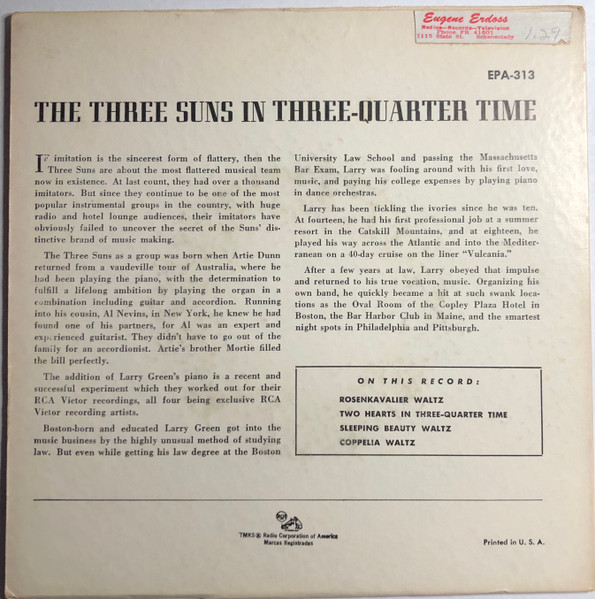 Eugene Erdoss
Radios—Records—Television
Phone FR 41001
1115 State St. Schenectady
1.29
EPA-313
THE THREE SUNS IN THREE-QUARTER TIME
If imitation is the sincerest form of flattery, then the
Three Suns are about the most flattered musical team
now in existence. At last count, they had over a thousand
imitators. But since they continue to be one of the most
popular instrumental groups in the country, with huge
radio and hotel lounge audiences, their imitators have
obviously failed to uncover the secret of the Suns' dis-
tinctive brand of music making.
The Three Suns as a group was born when Artie Dunn
returned from a vaudeville tour of Australia, where he
had been playing the piano, with the determination to
fulfill a lifelong ambition by playing the organ in a
combination including guitar and accordion. Running
into his cousin, Al Nevins, in New York, he knew he had
found one of his partners, for Al was an expert and
experienced guitarist. They didn't have to go out of the
family for an accordionist. Artie's brother Mortie filled
the bill perfectly.
The addition of Larry Green's piano is a recent and
successful experiment which they worked out for their
RCA Victor recordings, all four being exclusive RCA
Victor recording artists.
Boston-born and educated Larry Green got into the
music business by the highly unusual method of studying
law. But even while getting his law degree at the Boston
University Law School and passing the Massachusetts
Bar Exam, Larry was fooling around with his first love,
music, and paying his college expenses by playing piano
in dance orchestras.
Larry has been tickling the ivories since he was ten.
At fourteen, he had his first professional job at a summer
resort in the Catskill Mountains, and at eighteen, he
played his way across the Atlantic and into the Mediter-
ranean on a 40-day cruise on the liner "Vulcania."
After a few years at law, Larry obeyed that impulse
and returned to his true vocation, music. Organizing his
own band, he quickly became a hit at such swank loca-
tions as the Oval Room of the Copley Plaza Hotel in
Boston, the Bar Harbor Club in Maine, and the smartest
night spots in Philadelphia and Pittsburgh.
ON THIS RECORD:
ROSENKAVALIER WALTZ
TWO HEARTS IN THREE-QUARTER TIME
SLEEPING BEAUTY WALTZ
COPPELIA WALTZ
RCA
TMKS ® Radio Corporation of America
Marcas Registradas
Printed in U. S. A.